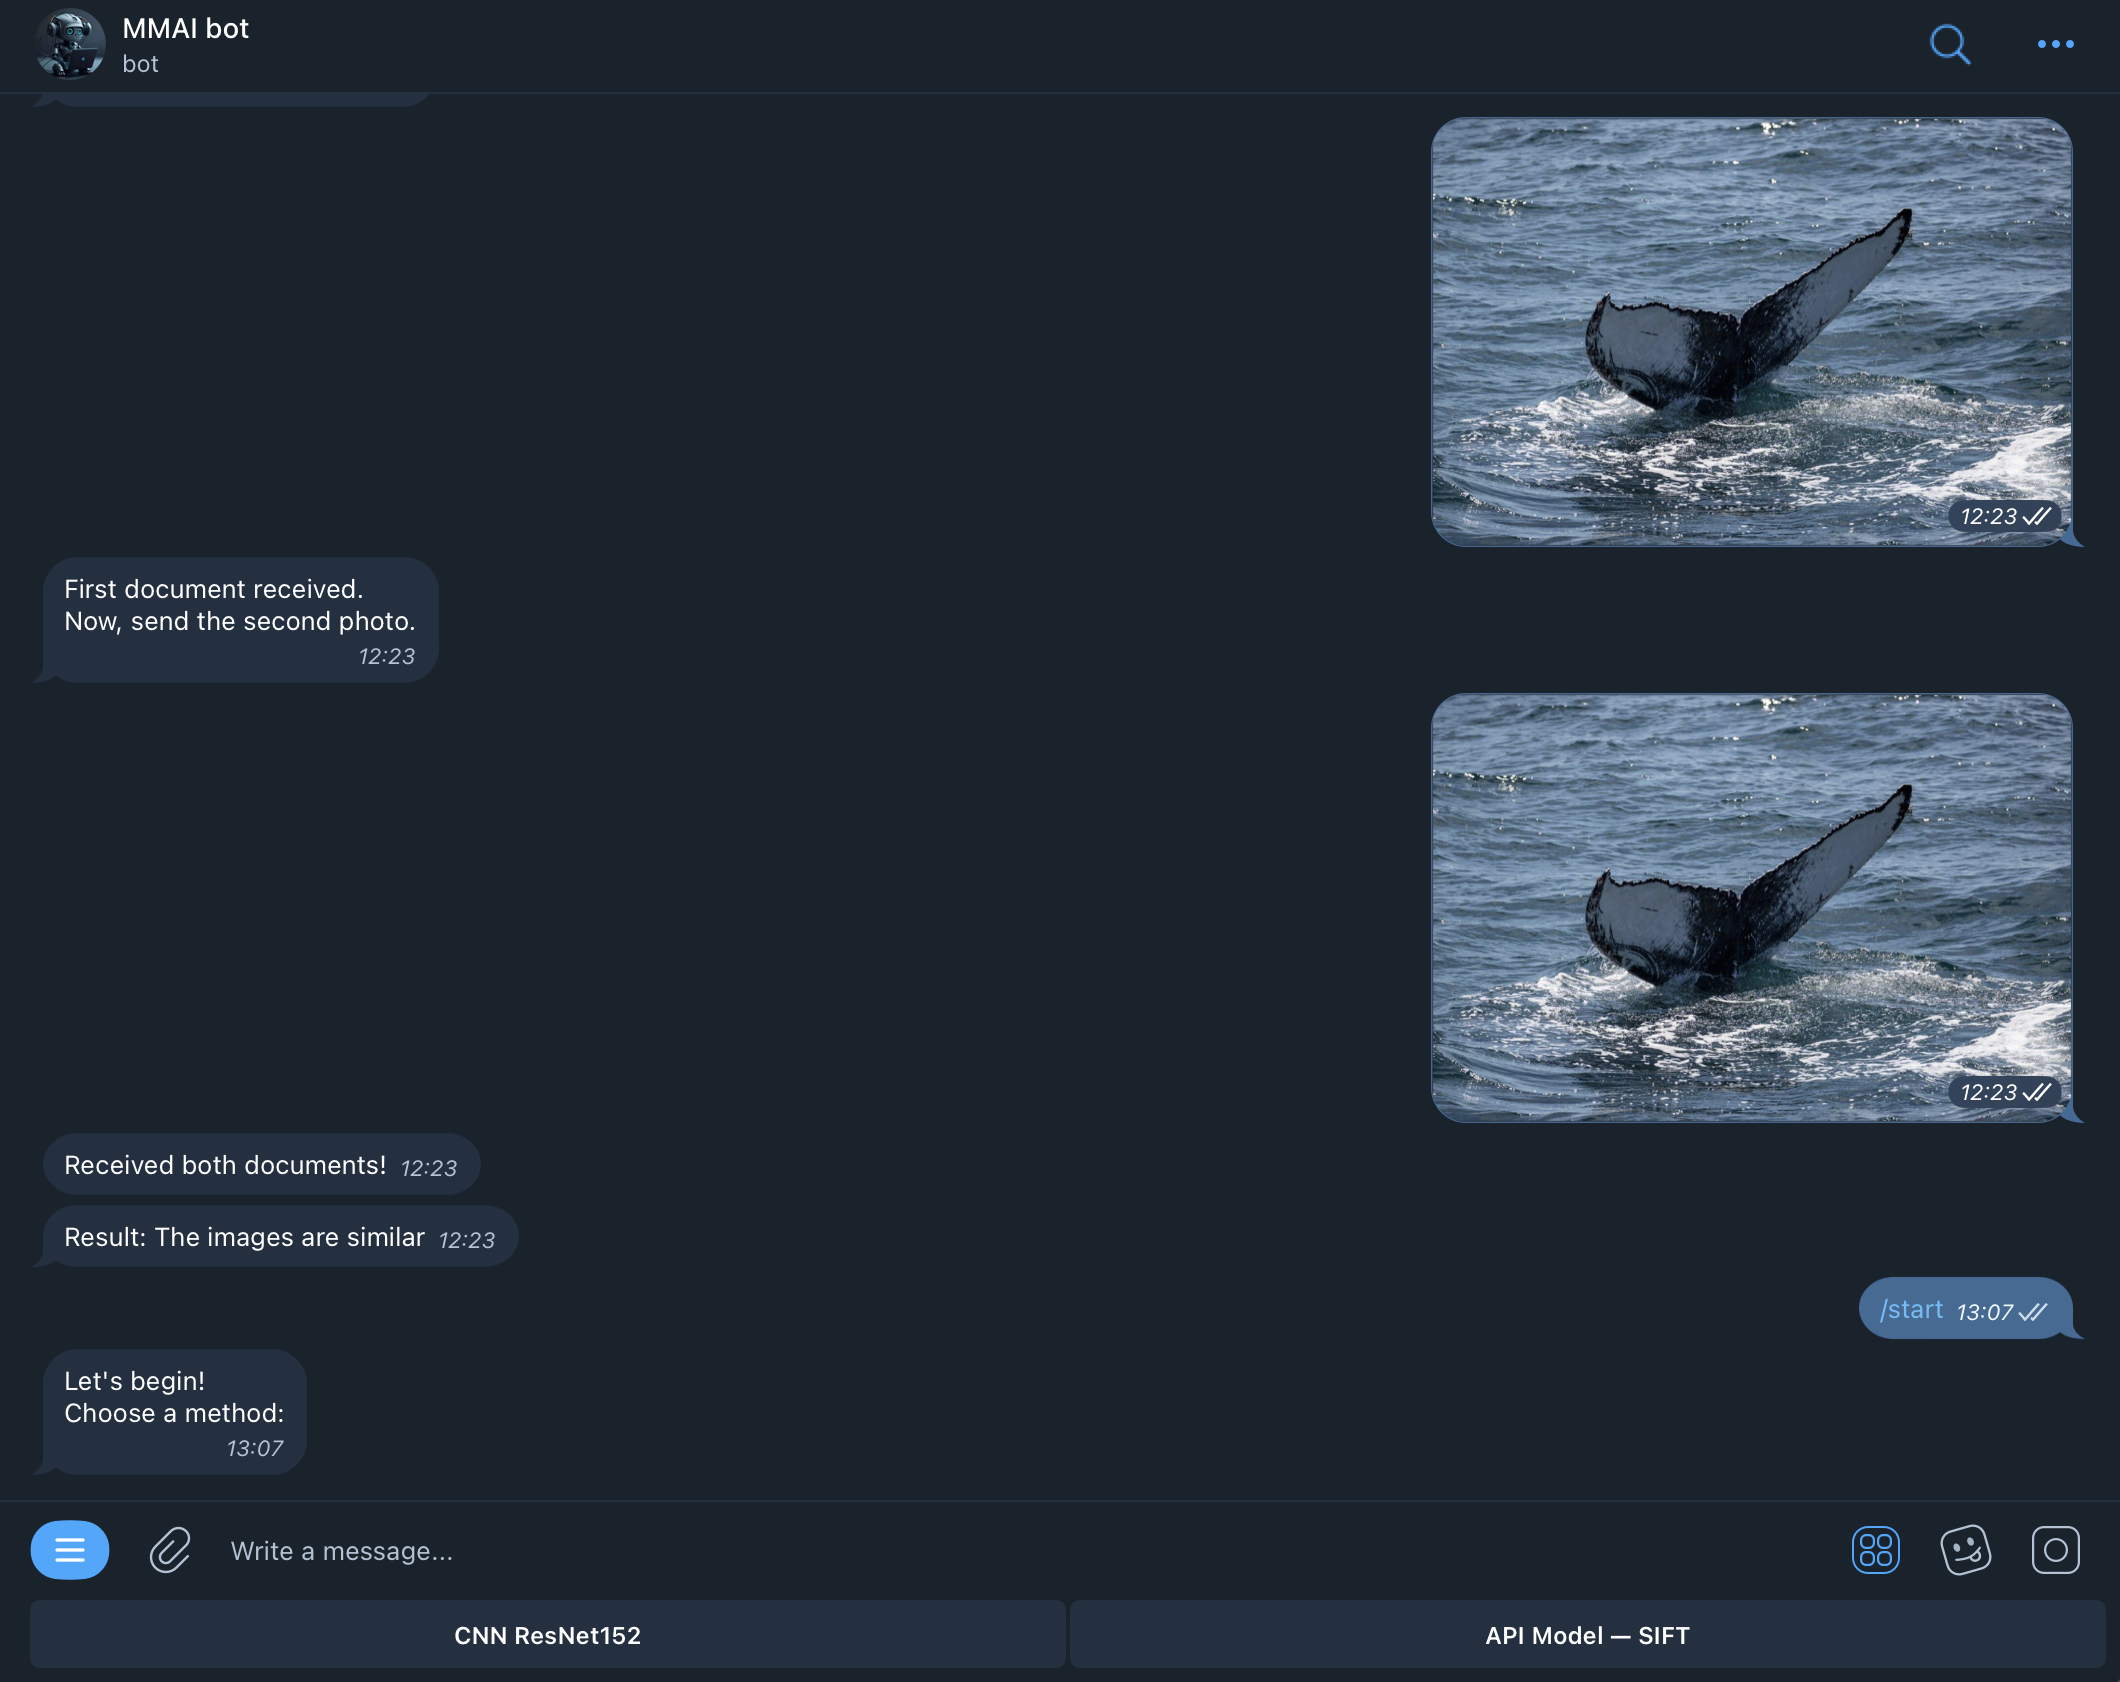 MMAI bot
bot
12:23
First document received.
Now, send the second photo.
12:23
12:23
Received both documents! 12:23
Result: The images are similar 12:23
/start 13:07
Let's begin!
Choose a method:
13:07
Write a message...
CNN ResNet152
API Model — SIFT